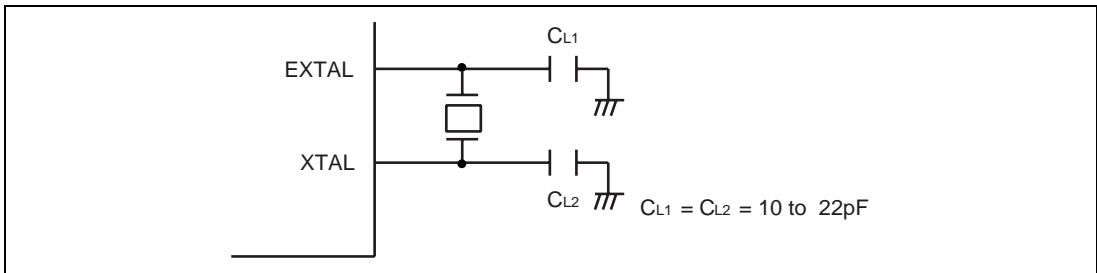 CL1
EXTAL
XTAL
CL2
CL1 = CL2 = 10 to 22pF